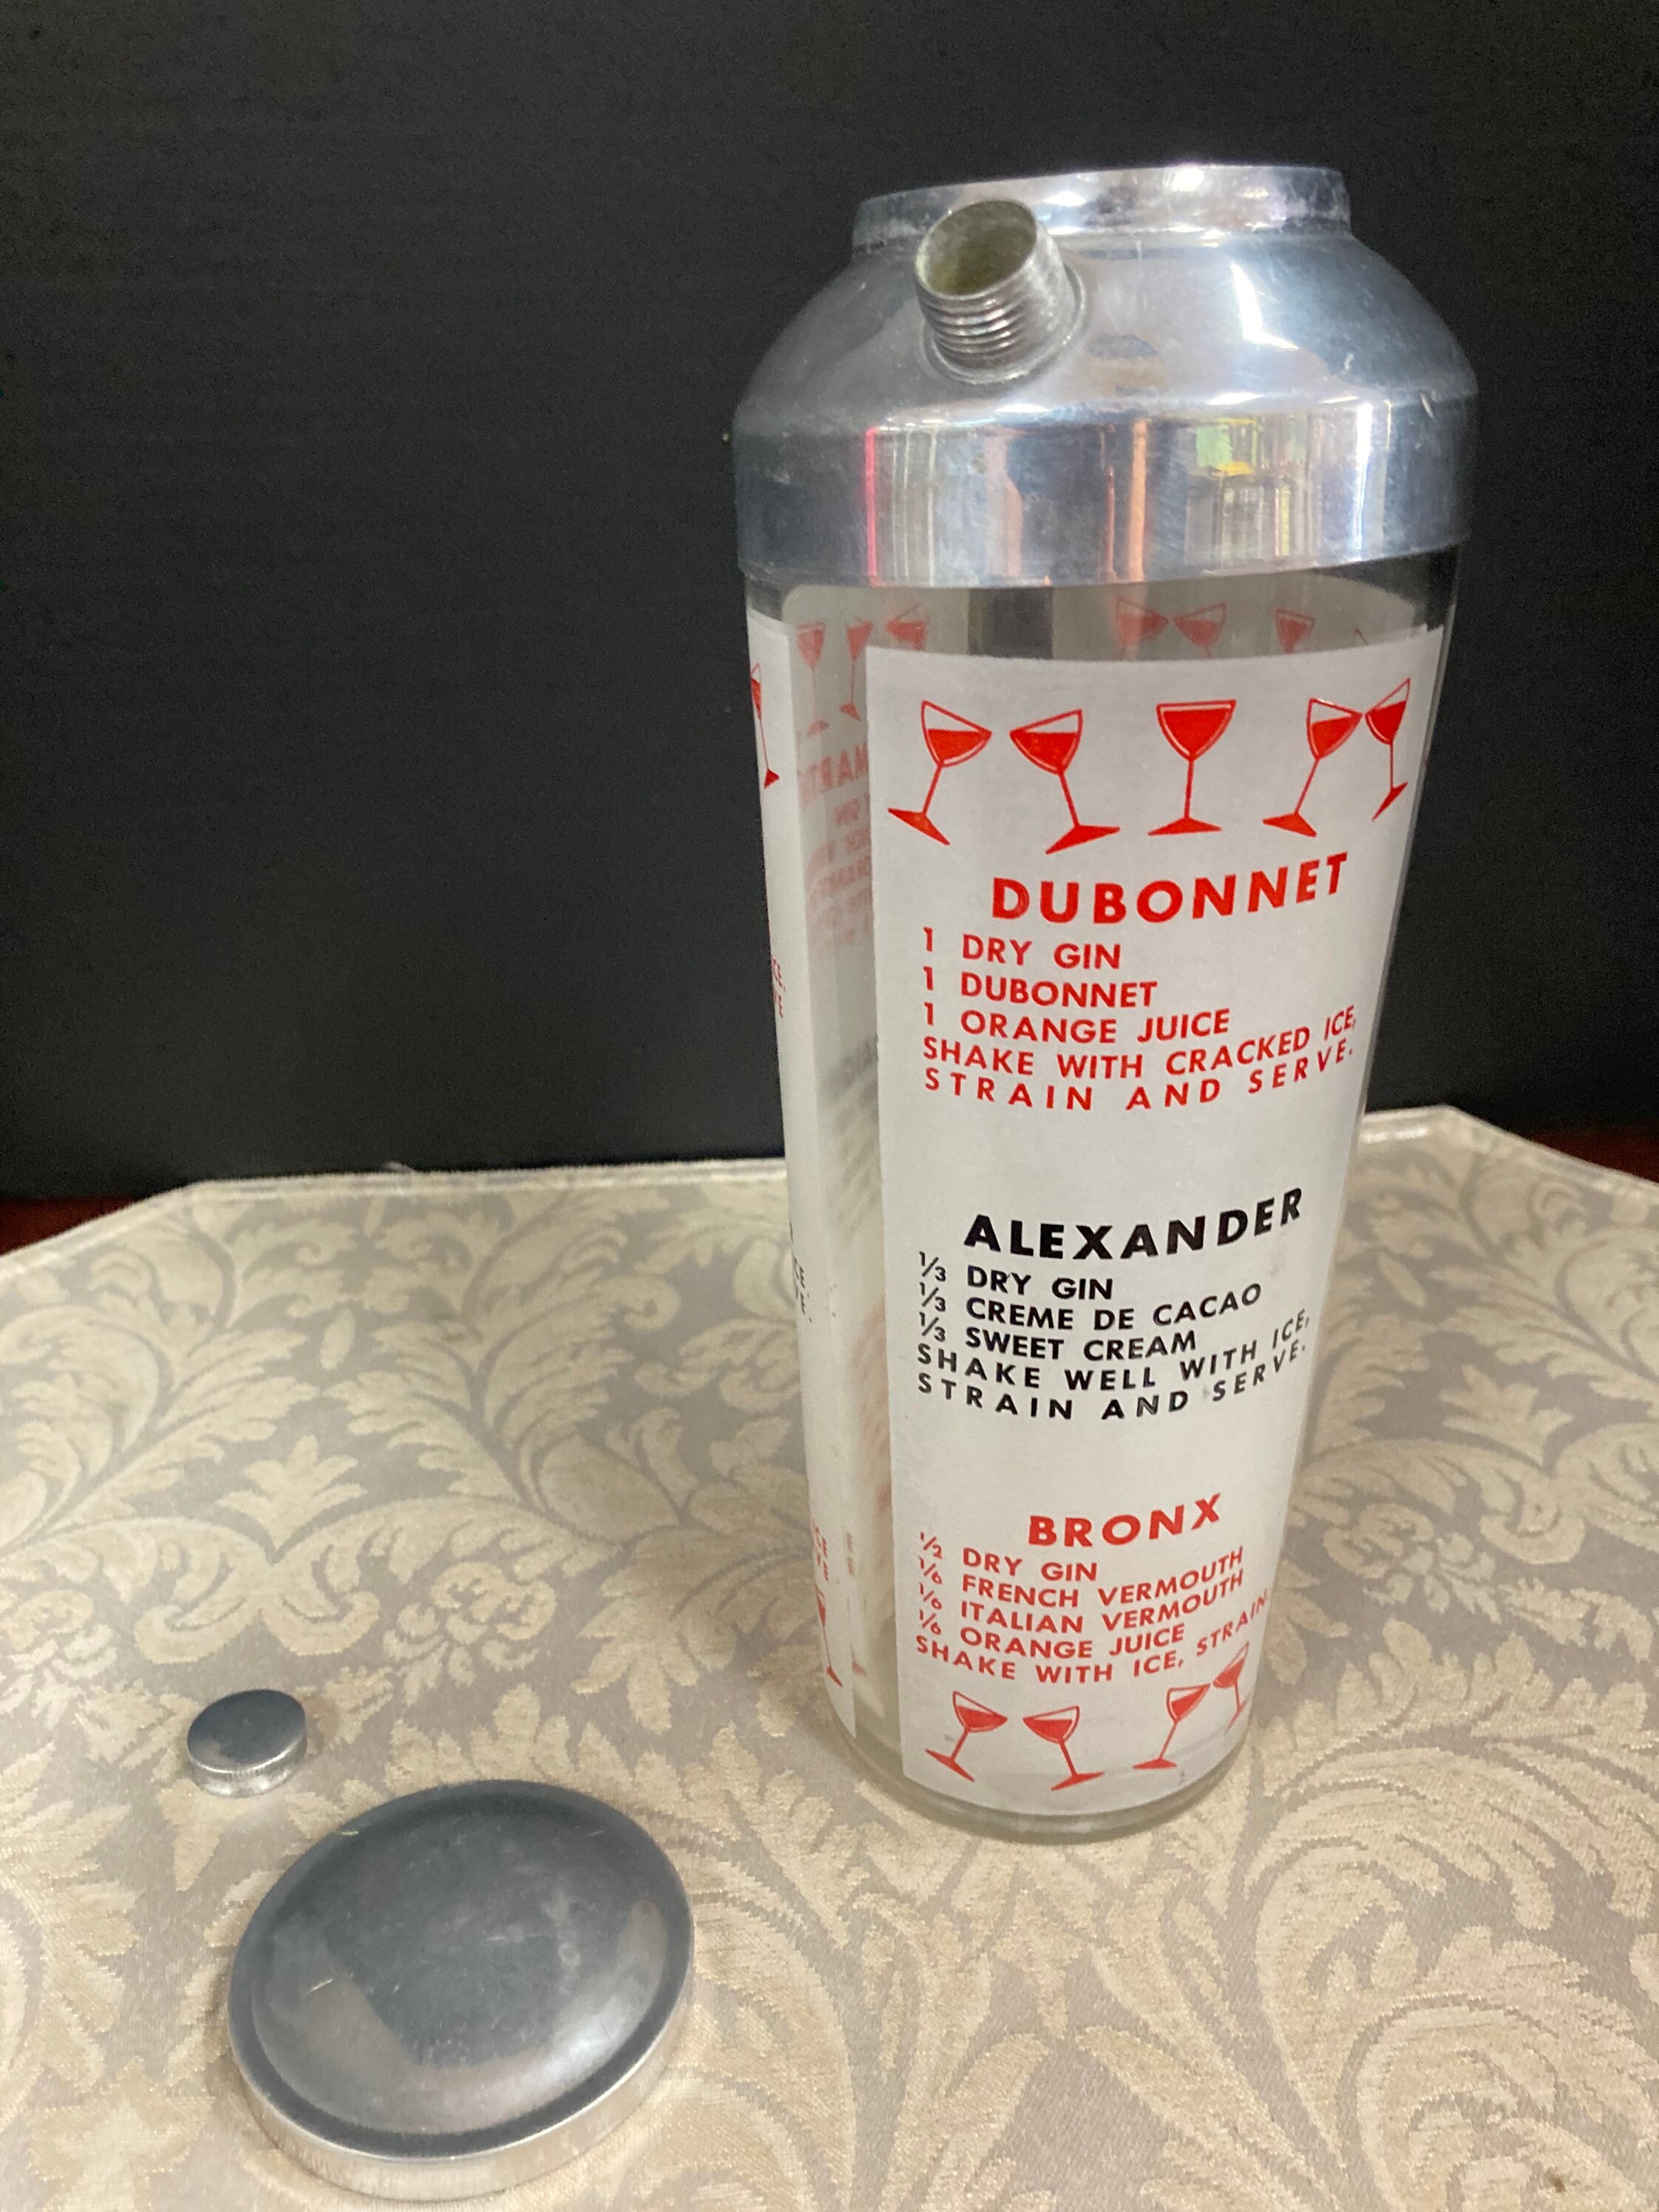 DUBONNET
1 DRY GIN
1 DUBONNET
1 ORANGE JUICE
SHAKE WITH CRACKED ICE,
STRAIN AND SERVE.
ALEXANDER
1/3 DRY GIN
1/3 CREME DE CACAO
1/3 SWEET CREAM
SHAKE WELL WITH ICE,
STRAIN AND SERVE.
BRONX
1/2 DRY GIN
1/6 FRENCH VERMOUTH
1/6 ITALIAN VERMOUTH
1/6 ORANGE JUICE
SHAKE WITH ICE, STRAIN.